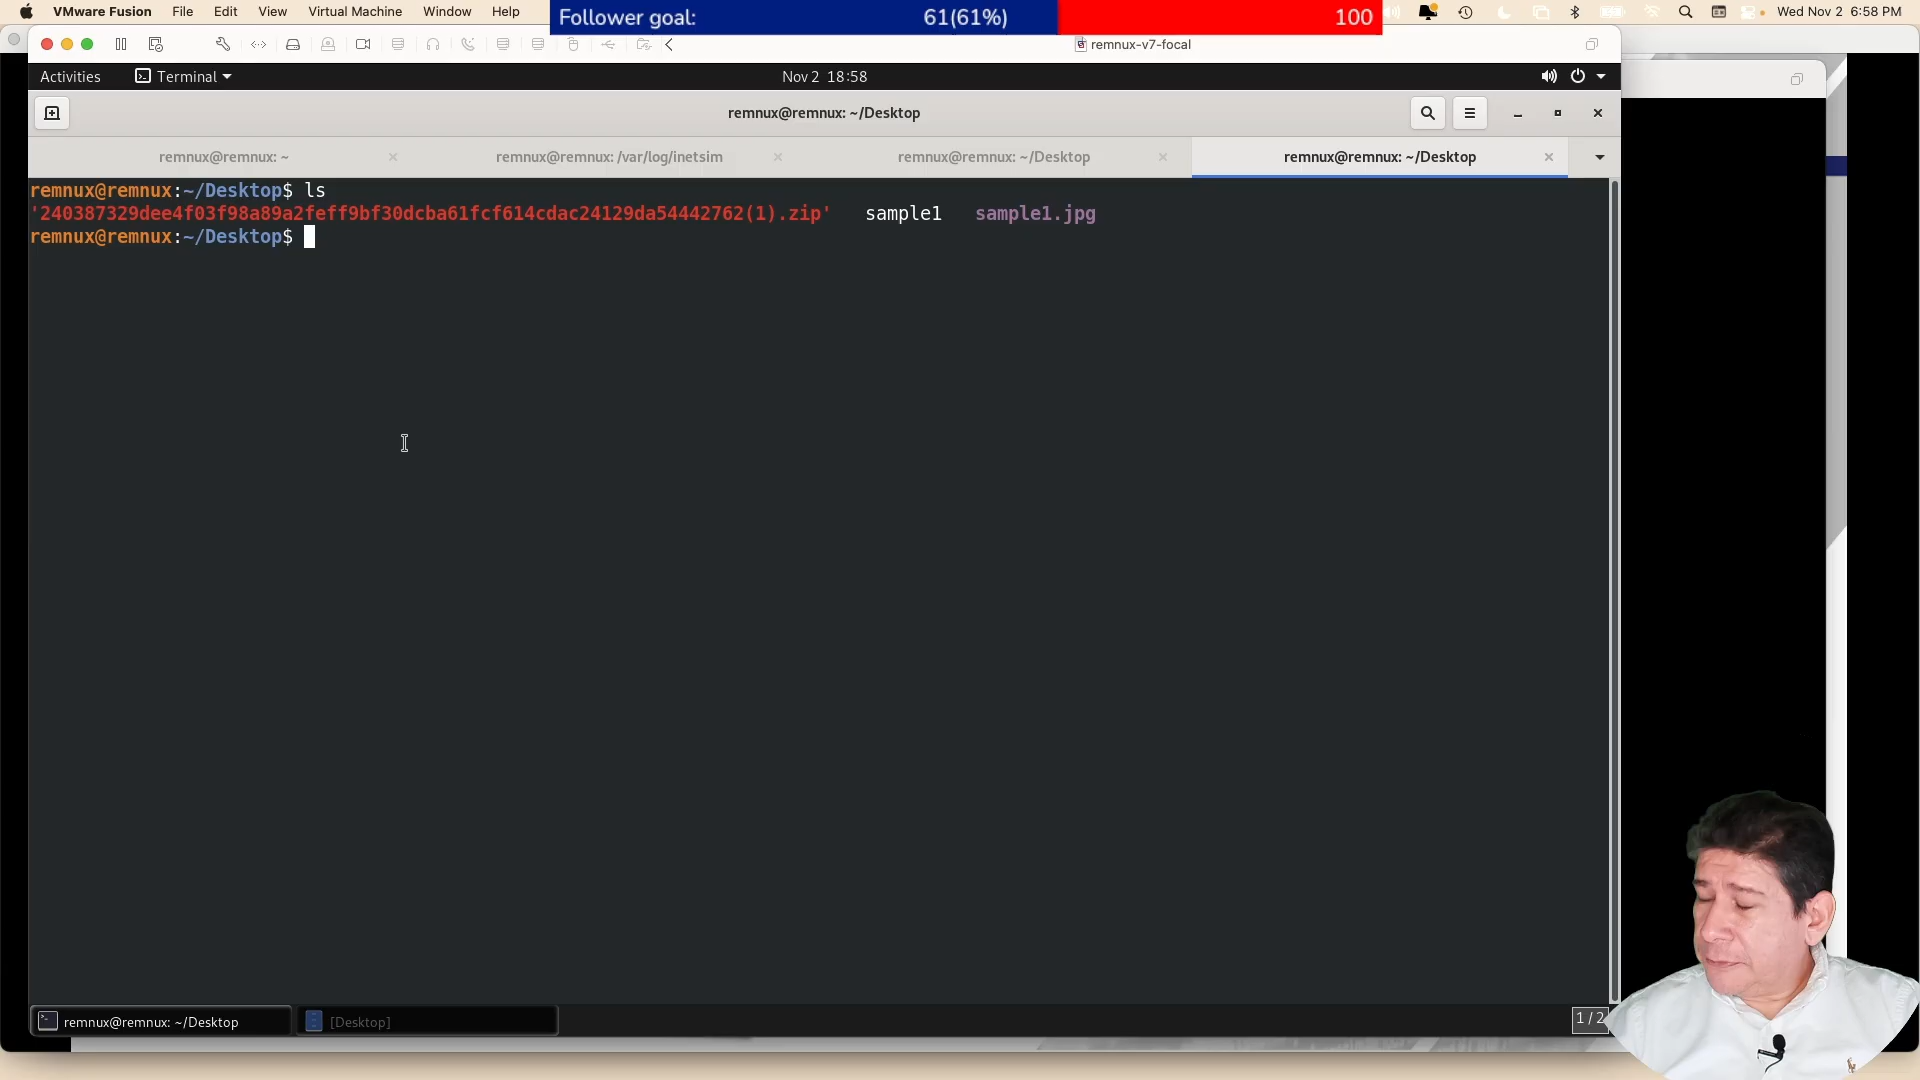 VMware Fusion File Edit View Virtual Machine Window Help
Follower goal: 61(61%) 100
Wed Nov 2 6:58 PM
remnux-v7-focal
Activities Terminal Nov 2 18:58
remnux@remnux: ~/Desktop
remnux@remnux: ~ remnux@remnux: /var/log/inetsim remnux@remnux: ~/Desktop remnux@remnux: ~/Desktop
remnux@remnux:~/Desktop$ ls
'240387329dee4f03f98a89a2feff9bf30dcba61fcf614cdac24129da54442762(1).zip' sample1 sample1.jpg
remnux@remnux:~/Desktop$
remnux@remnux: ~/Desktop [Desktop] 1 / 2